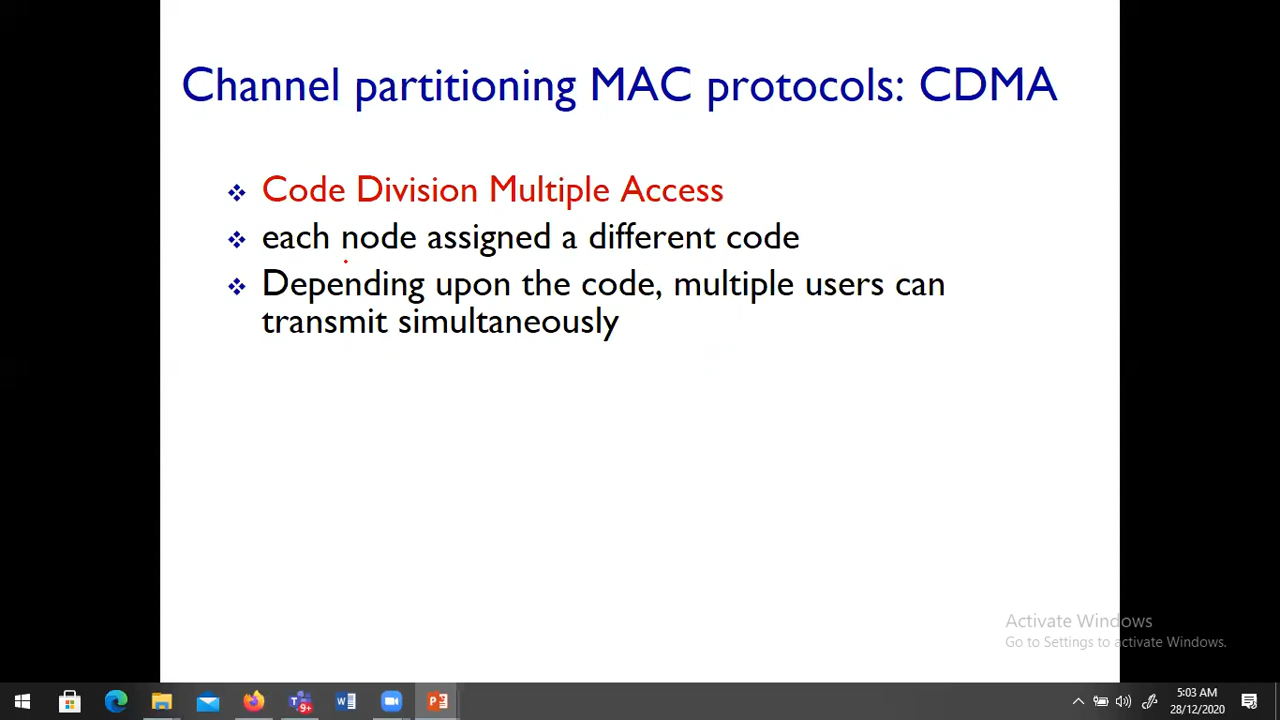 Channel partitioning MAC protocols: CDMA
Code Division Multiple Access
each node assigned a different code
Depending upon the code, multiple users can
transmit simultaneously
Activate Windows
Go to Settings to activate Windows.
9+
5:03 AM
28/12/2020